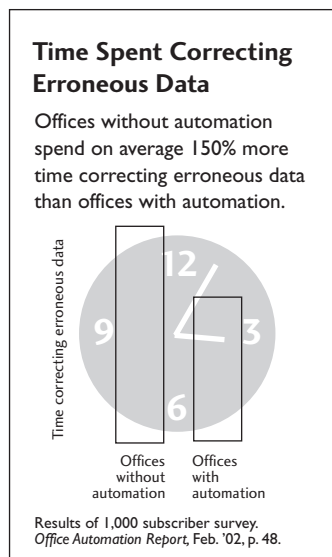 Time Spent Correcting
Erroneous Data
Offices without automation
spend on average 150% more
time correcting erroneous data
than offices with automation.
Time correcting erroneous data
12
9
3
6
Offices
without
automation
Offices
with
automation
Results of 1,000 subscriber survey.
Office Automation Report, Feb. '02, p. 48.